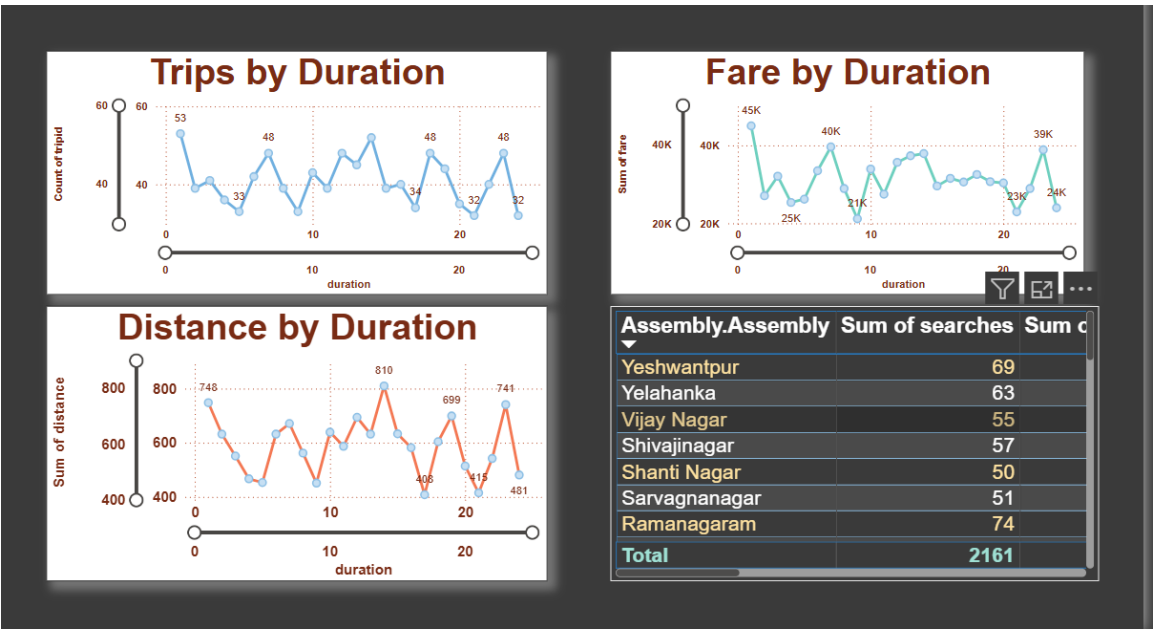 Trips by Duration
Count of tripid
60
60
40
40
53
33
48
34
48
32
48
32
0
10
20
0
10
20
duration
Fare by Duration
Sum of fare
40K
40K
20K
20K
45K
25K
40K
21K
23K
39K
24K
0
10
20
0
10
20
duration
Distance by Duration
Sum of distance
800
800
600
600
400
400
748
810
408
699
415
741
481
0
10
20
0
10
20
duration
Assembly.Assembly Sum of searches Sum c
Yeshwantpur 69
Yelahanka 63
Vijay Nagar 55
Shivajinagar 57
Shanti Nagar 50
Sarvagnanagar 51
Ramanagaram 74
Total 2161